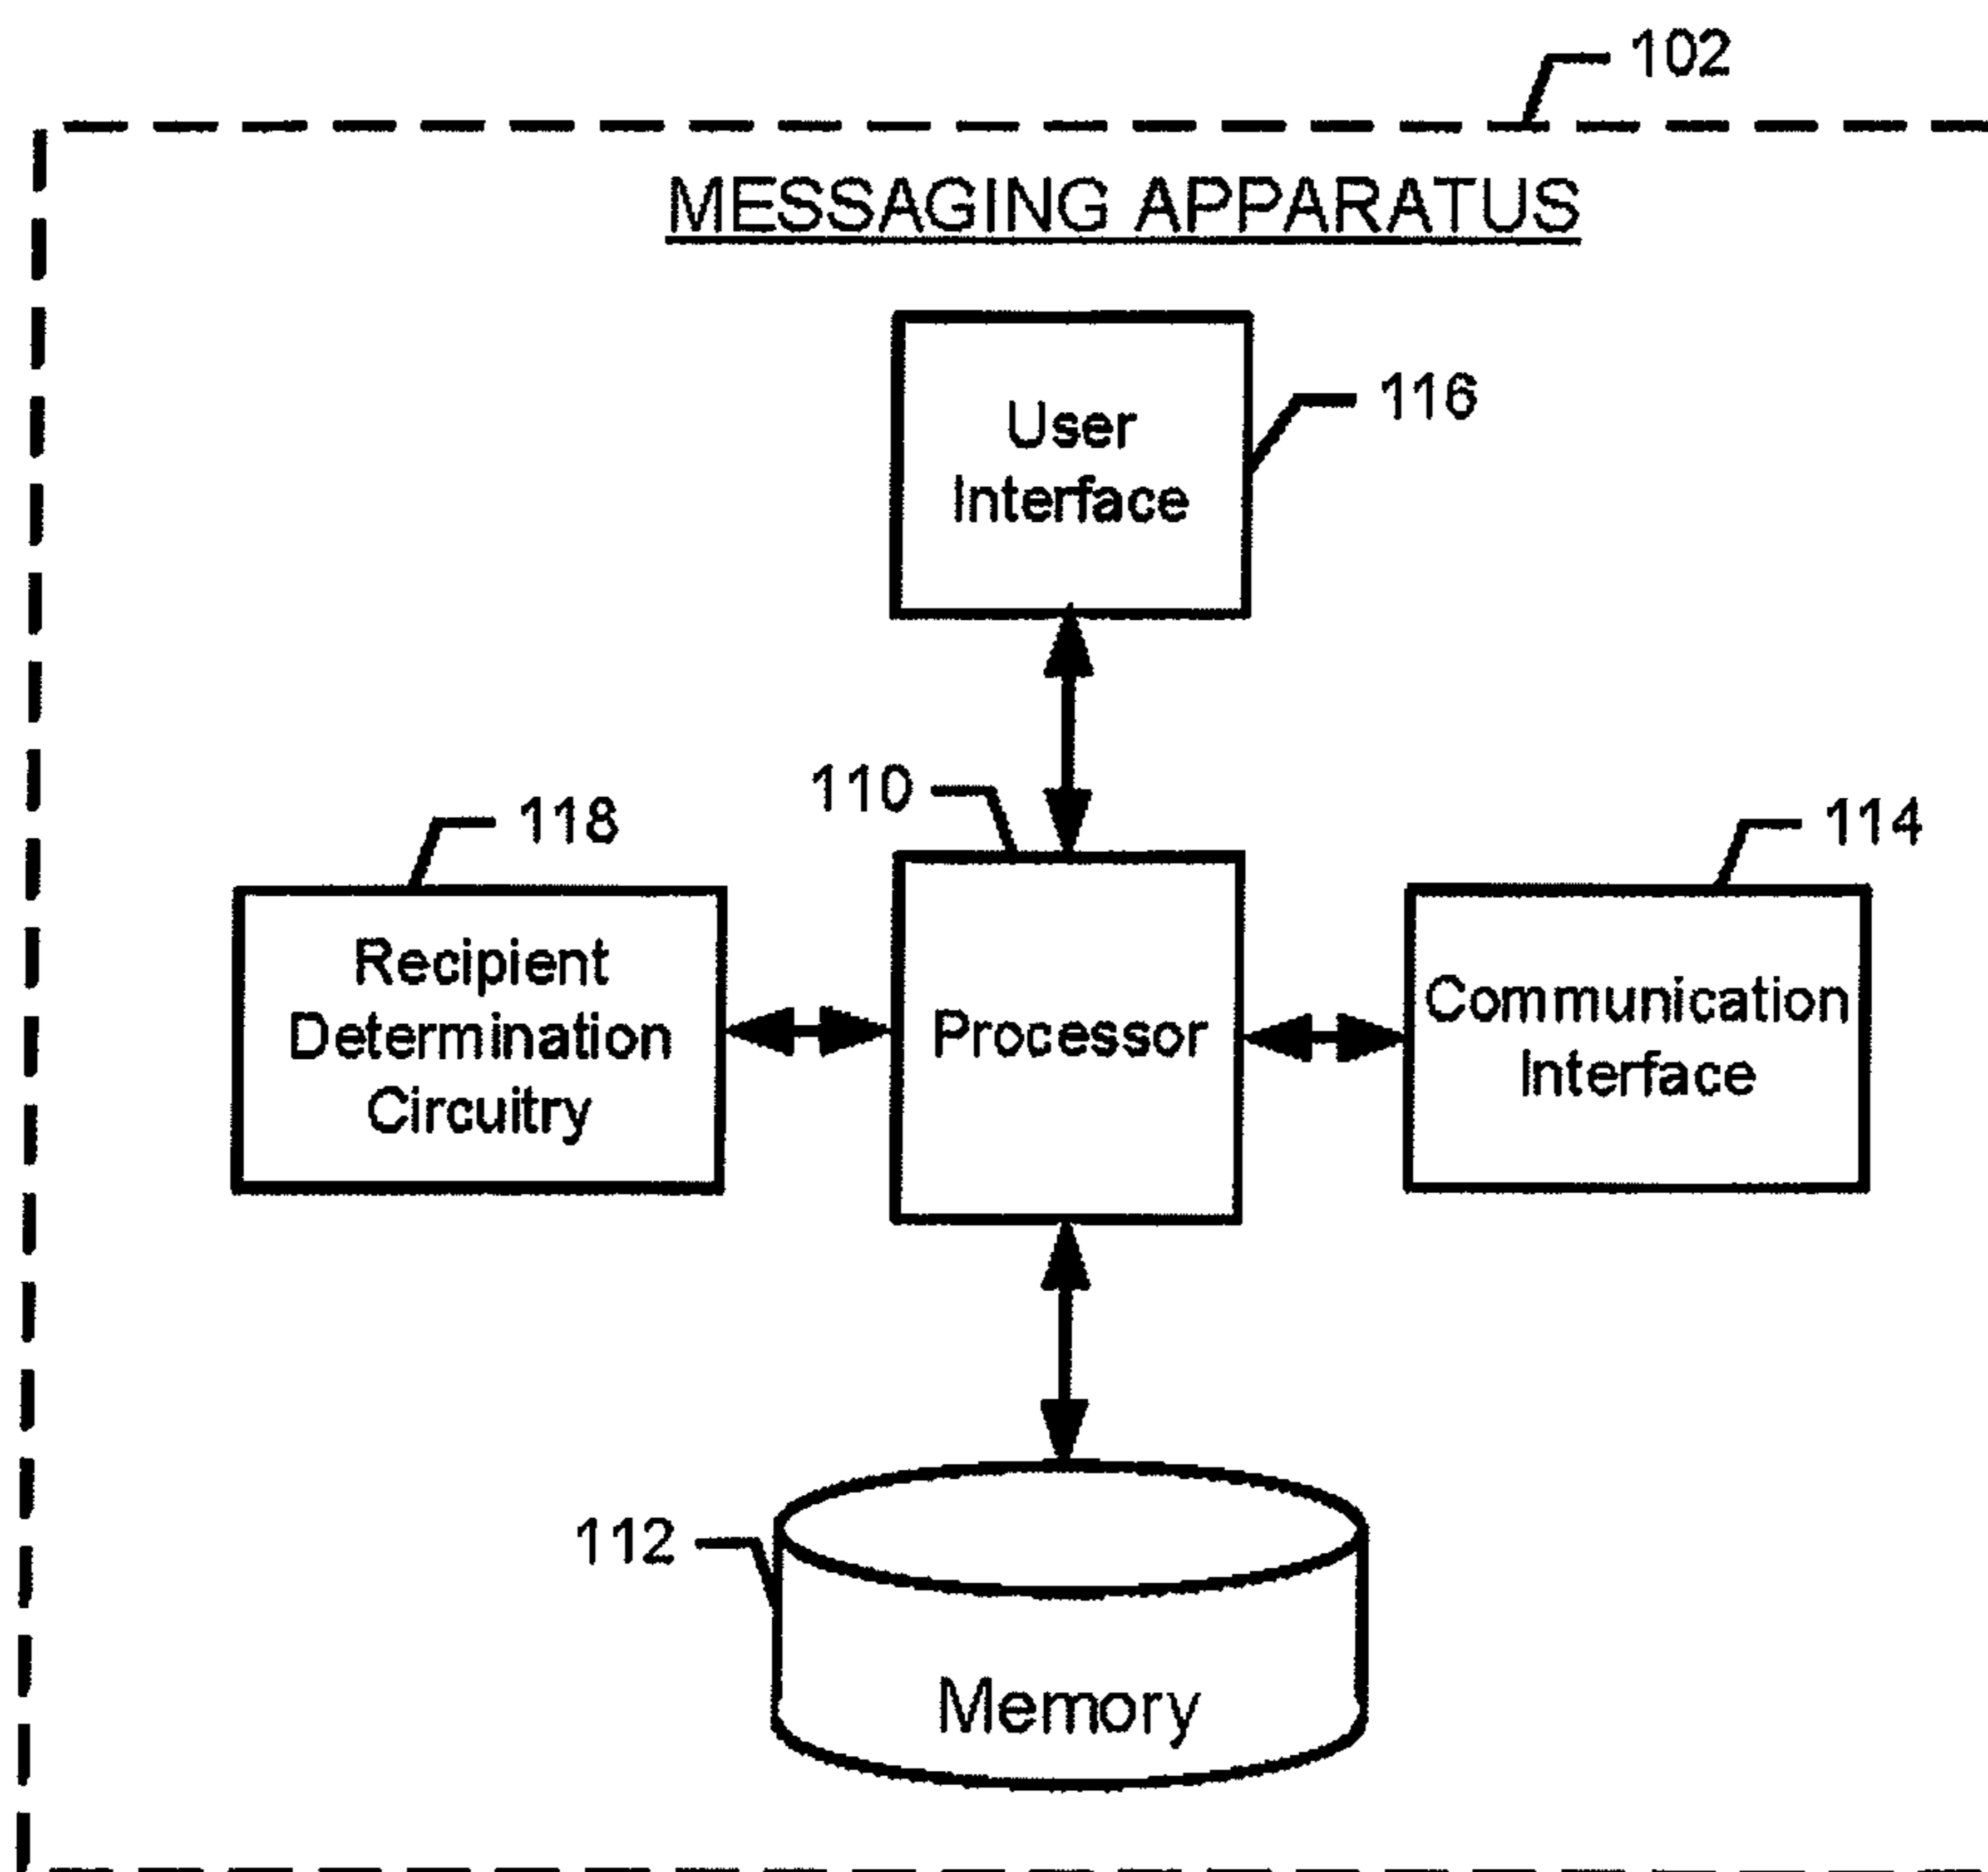 102
MESSAGING APPARATUS
User
Interface
116
110
118
114
Recipient
Determination
Circuitry
Processor
Communication
Interface
112
Memory